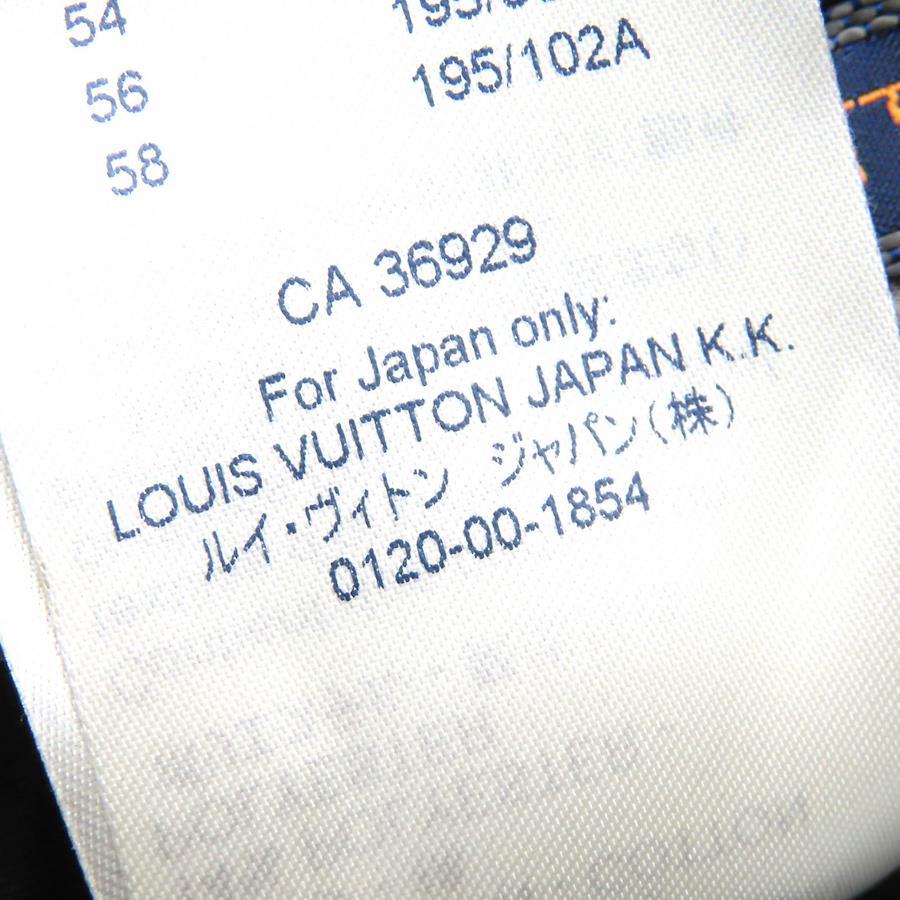 54
56 195/102A
58
CA 36929
For Japan only:
LOUIS VUITTON JAPAN K.K.
ルイ・ヴィトン ジャパン(株)
0120-00-1854